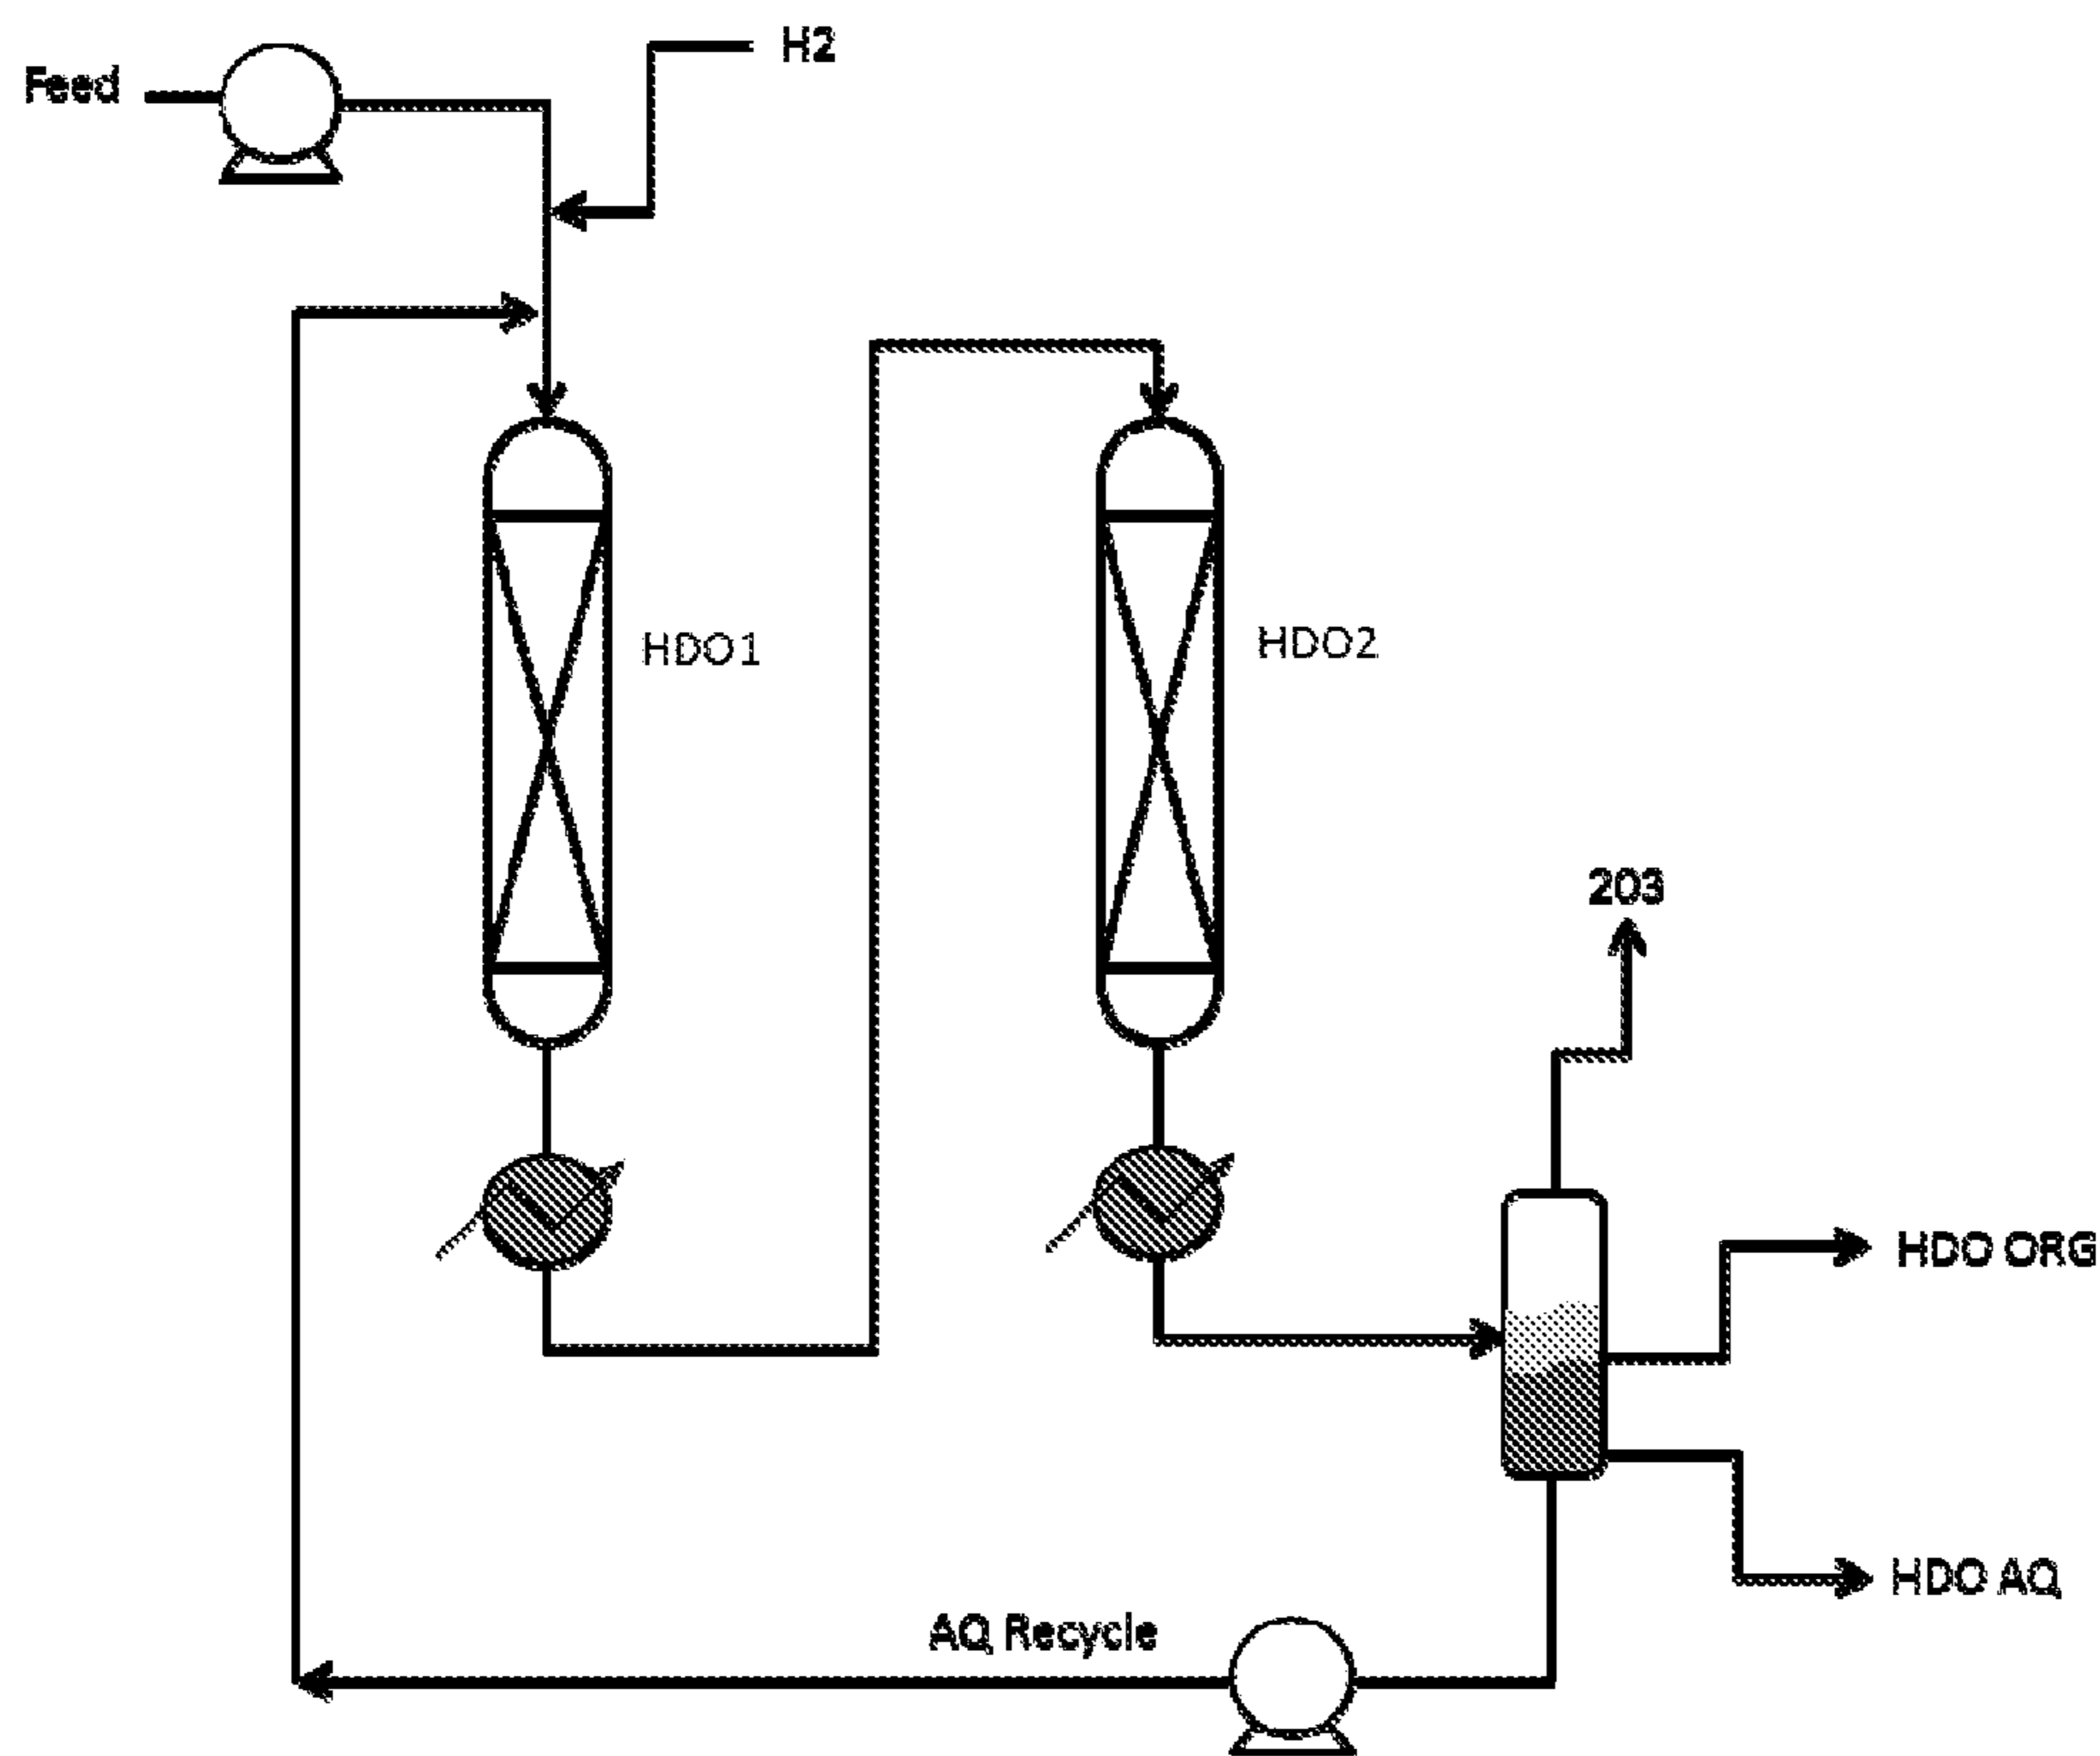 H2
Feed
HDO1
HDO2
203
HDO ORG
HDO AQ
AQ Recycle